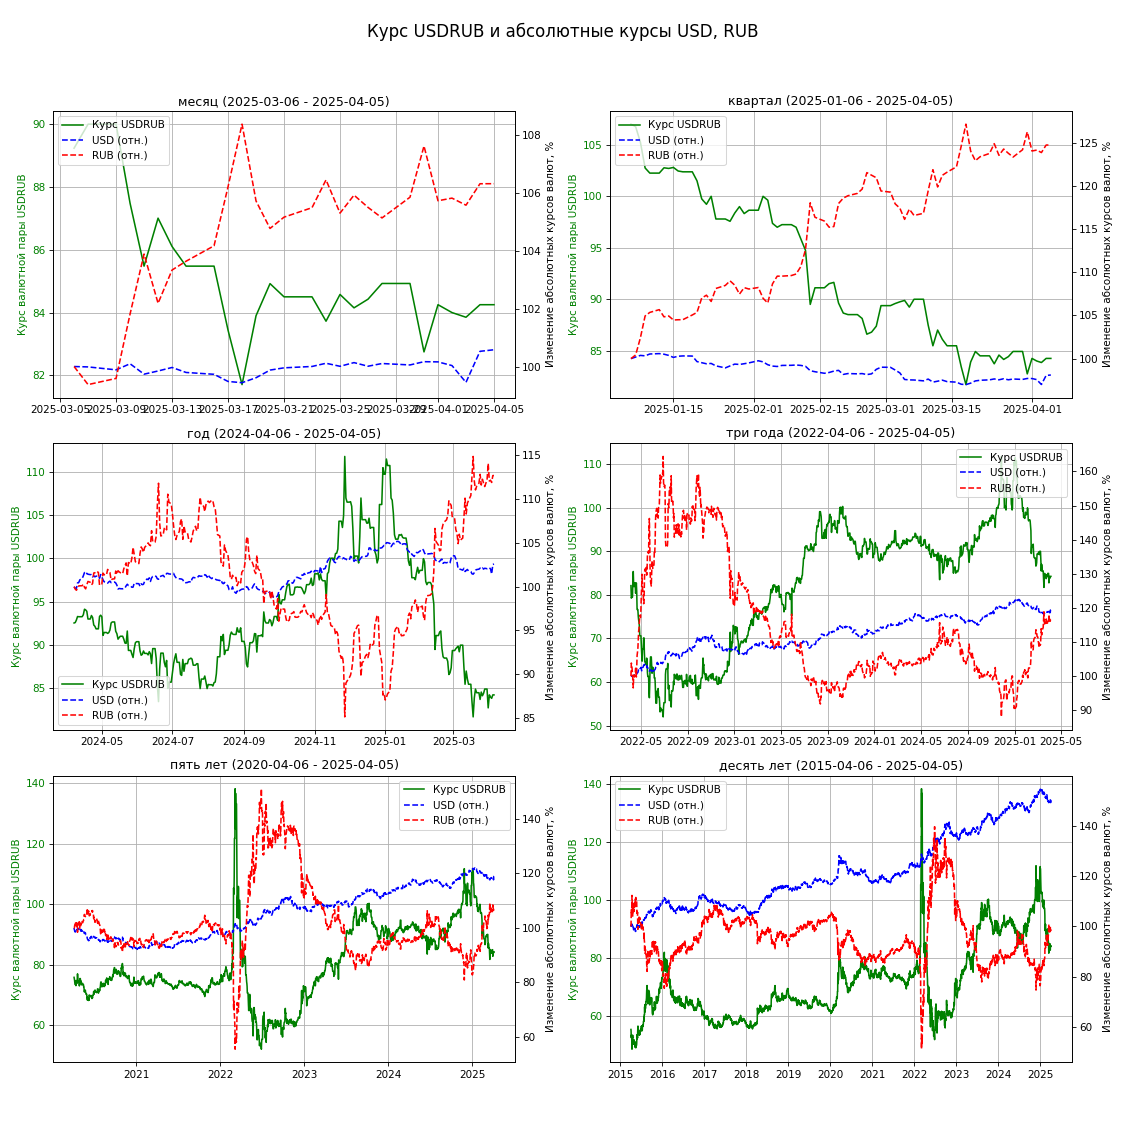 Курс USDRUB и абсолютные курсы USD, RUB
месяц (2025-03-06 - 2025-04-05)
Курс валютной пары USDRUB
90
88
86
84
82
Курс USDRUB
USD (отн.)
RUB (отн.)
108
106
104
102
100
Изменение абсолютных курсов валют, %
2025-03-05 2025-03-09 2025-03-13 2025-03-17 2025-03-21 2025-03-25 2025-03-29 2025-04-01 2025-04-05
квартал (2025-01-06 - 2025-04-05)
Курс валютной пары USDRUB
105
100
95
90
85
Курс USDRUB
USD (отн.)
RUB (отн.)
125
120
115
110
105
100
Изменение абсолютных курсов валют, %
2025-01-15 2025-02-01 2025-02-15 2025-03-01 2025-03-15 2025-04-01
год (2024-04-06 - 2025-04-05)
Курс валютной пары USDRUB
110
105
100
95
90
85
Курс USDRUB
USD (отн.)
RUB (отн.)
115
110
105
100
95
90
85
Изменение абсолютных курсов валют, %
2024-05 2024-07 2024-09 2024-11 2025-01 2025-03
три года (2022-04-06 - 2025-04-05)
Курс валютной пары USDRUB
110
100
90
80
70
60
50
Курс USDRUB
USD (отн.)
RUB (отн.)
160
150
140
130
120
110
100
90
Изменение абсолютных курсов валют, %
2022-05 2022-09 2023-01 2023-05 2023-09 2024-01 2024-05 2024-09 2025-01 2025-05
пять лет (2020-04-06 - 2025-04-05)
Курс валютной пары USDRUB
140
120
100
80
60
Курс USDRUB
USD (отн.)
RUB (отн.)
140
120
100
80
60
Изменение абсолютных курсов валют, %
2021 2022 2023 2024 2025
десять лет (2015-04-06 - 2025-04-05)
Курс валютной пары USDRUB
140
120
100
80
60
Курс USDRUB
USD (отн.)
RUB (отн.)
140
120
100
80
60
Изменение абсолютных курсов валют, %
2015 2016 2017 2018 2019 2020 2021 2022 2023 2024 2025